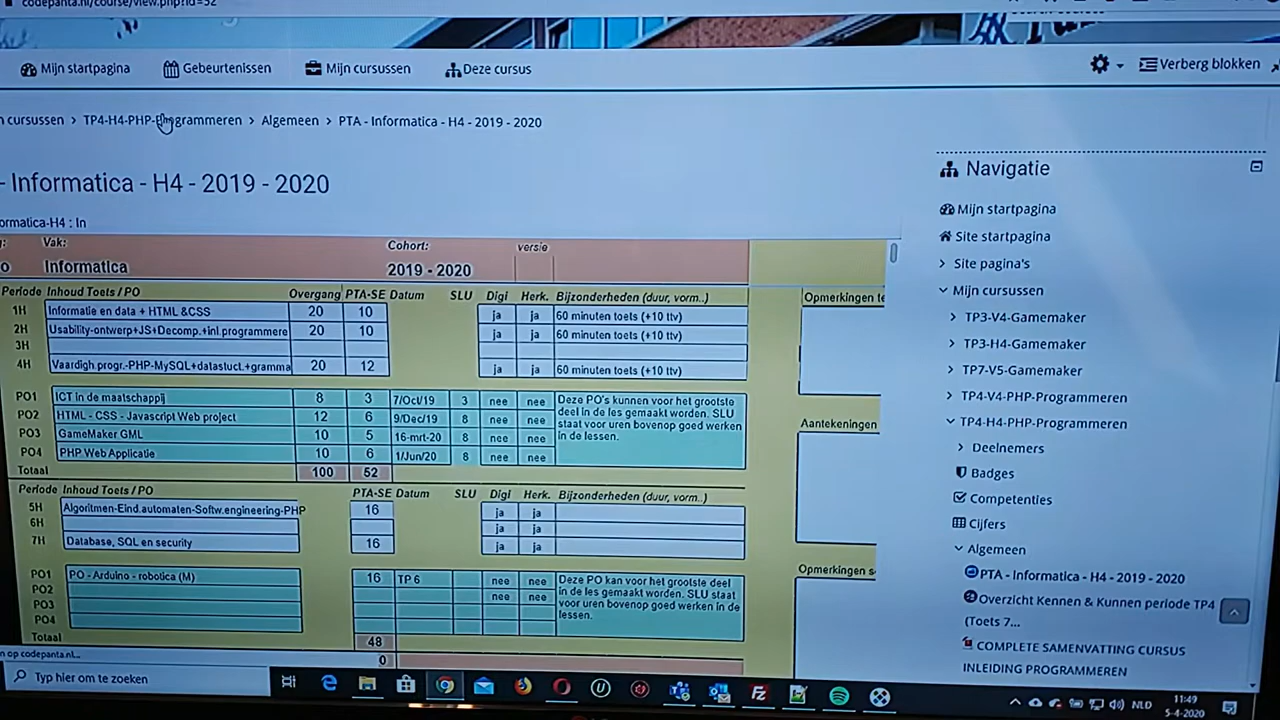 codepanta.nl/course/view.php?id=52
Mijn startpagina Gebeurtenissen Mijn cursussen Deze cursus Verberg blokken
cursussen > TP4-H4-PHP-Programmeren > Algemeen > PTA - Informatica - H4 - 2019 - 2020
- Informatica - H4 - 2019 - 2020
ormatica-H4 : In
Vak: Cohort: versie
Informatica 2019 - 2020
Periode Inhoud Toets / PO Overgang PTA-SE Datum SLU Digi Herk. Bijzonderheden (duur, vorm..)
1H Informatie en data + HTML &CSS 20 10 ja ja 60 minuten toets (+10 ttv)
2H Usability-ontwerp+JS+Decomp.+inl.programmere 20 10 ja ja 60 minuten toets (+10 ttv)
3H
4H Vaardigh.progr.-PHP-MySQL+datastuct.+gramma 20 12 ja ja 60 minuten toets (+10 ttv)
PO1 ICT in de maatschappij 8 3 7/Oct/19 3 nee nee Deze PO's kunnen voor het grootste
PO2 HTML - CSS - Javascript Web project 12 6 9/Dec/19 8 nee nee deel in de les gemaakt worden. SLU
PO3 GameMaker GML 10 5 16-mrt-20 8 nee nee staat voor uren bovenop goed werken
PO4 PHP Web Applicatie 10 6 1/Jun/20 8 nee nee in de lessen.
Totaal 100 52
Periode Inhoud Toets / PO PTA-SE Datum SLU Digi Herk. Bijzonderheden (duur, vorm..)
5H Algoritmen-Eind.automaten-Softw.engineering-PHP 16 ja ja
6H ja ja
7H Database, SQL en security 16 ja ja
PO1 PO - Arduino - robotica (M) 16 TP 6 nee nee Deze PO kan voor het grootste deel
PO2 nee nee in de les gemaakt worden. SLU staat
PO3 voor uren bovenop goed werken in de
PO4 lessen.
Totaal 48
0
Opmerkingen te
Aantekeningen
Opmerkingen s
Navigatie
Mijn startpagina
Site startpagina
Site pagina's
Mijn cursussen
TP3-V4-Gamemaker
TP3-H4-Gamemaker
TP7-V5-Gamemaker
TP4-V4-PHP-Programmeren
TP4-H4-PHP-Programmeren
Deelnemers
Badges
Competenties
Cijfers
Algemeen
PTA - Informatica - H4 - 2019 - 2020
Overzicht Kennen & Kunnen periode TP4
(Toets 7...
COMPLETE SAMENVATTING CURSUS
INLEIDING PROGRAMMEREN
n op codepanta.nl...
Typ hier om te zoeken
NLD
11:49
5-4-2020